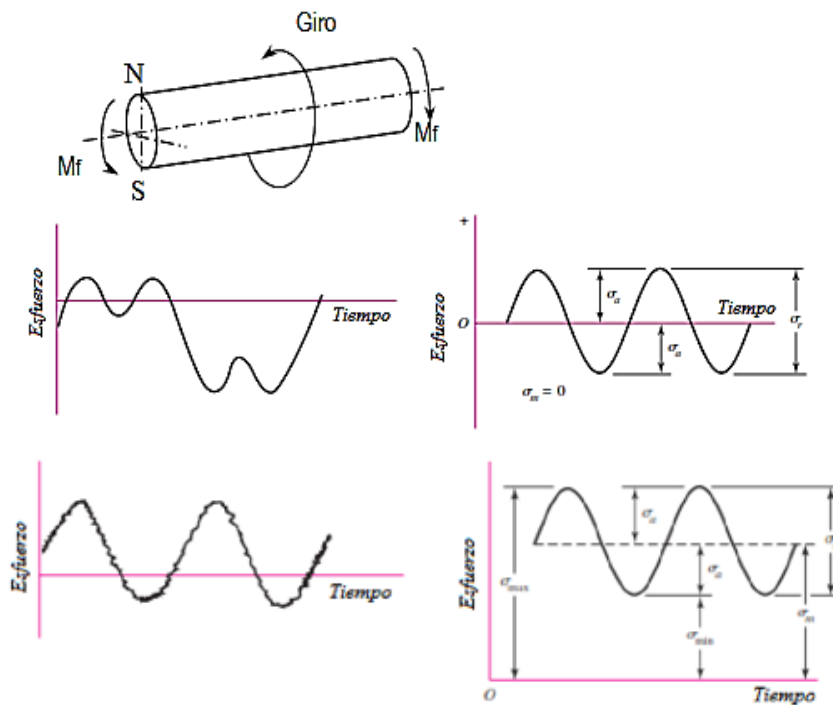 Giro
N
Mf
Mf
S
Esfuerzo
Tiempo
+
Esfuerzo
O
σa
σa
Tiempo
σr
σm = 0
Esfuerzo
Tiempo
Esfuerzo
σmax
σa
σa
σmin
σm
O
Tiempo